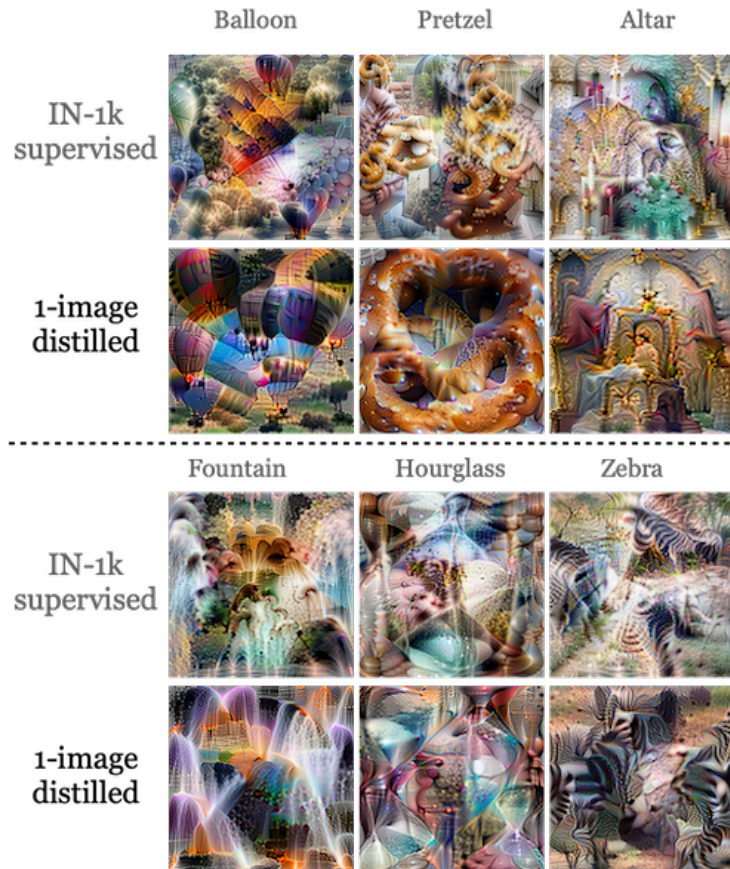 Balloon Pretzel Altar
IN-1k
supervised
1-image
distilled
Fountain Hourglass Zebra
IN-1k
supervised
1-image
distilled